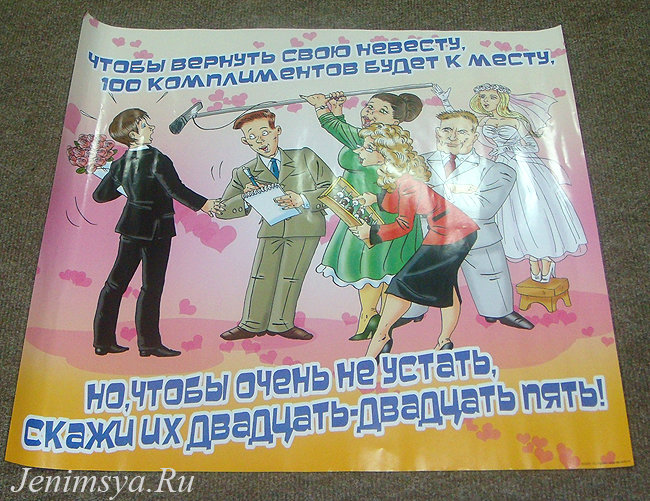 Чтобы вернуть свою невесту,
100 комплиментов будет к месту,
Но, чтобы очень не устать,
Скажи их двадцать-двадцать пять!
Jenimsya.Ru